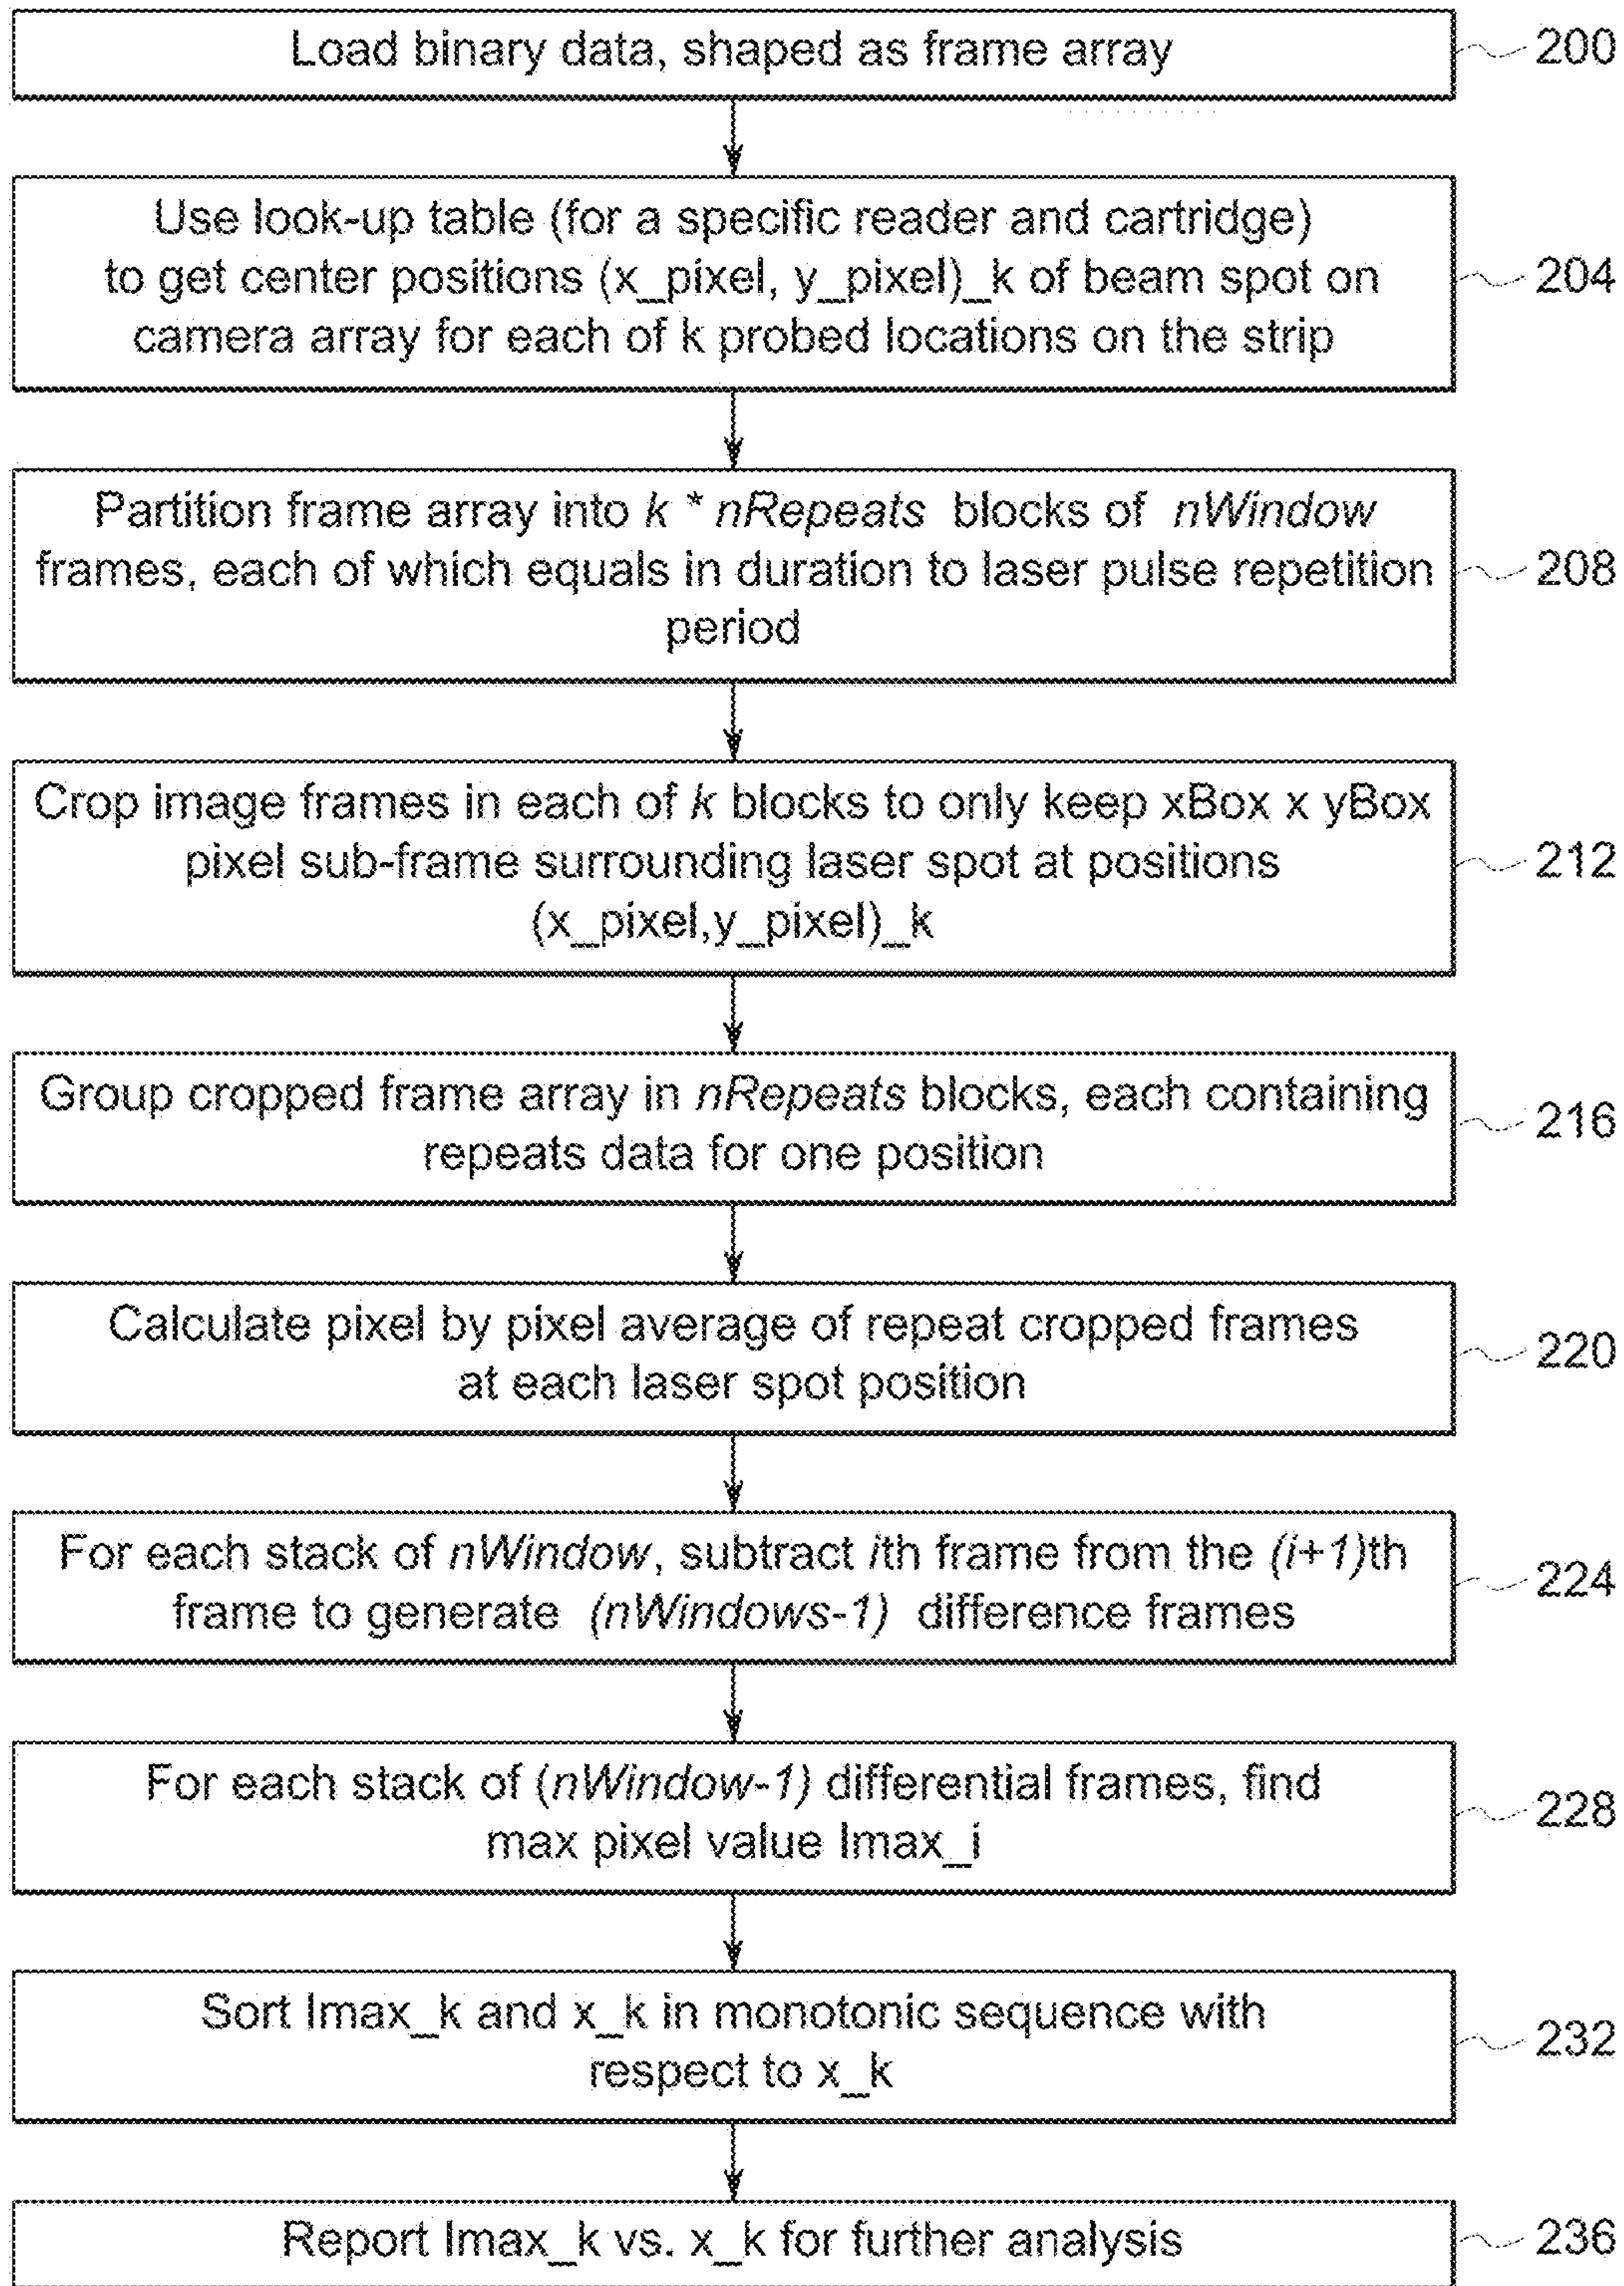 Load binary data, shaped as frame array
200
Use look-up table (for a specific reader and cartridge)
to get center positions (x_pixel, y_pixel)_k of beam spot on
camera array for each of k probed locations on the strip
204
Partition frame array into k * nRepeats blocks of nWindow
frames, each of which equals in duration to laser pulse repetition
period
208
Crop image frames in each of k blocks to only keep xBox x yBox
pixel sub-frame surrounding laser spot at positions
(x_pixel,y_pixel)_k
212
Group cropped frame array in nRepeats blocks, each containing
repeats data for one position
216
Calculate pixel by pixel average of repeat cropped frames
at each laser spot position
220
For each stack of nWindow, subtract ith frame from the (i+1)th
frame to generate (nWindows-1) difference frames
224
For each stack of (nWindow-1) differential frames, find
max pixel value Imax_i
228
Sort Imax_k and x_k in monotonic sequence with
respect to x_k
232
Report Imax_k vs. x_k for further analysis
236